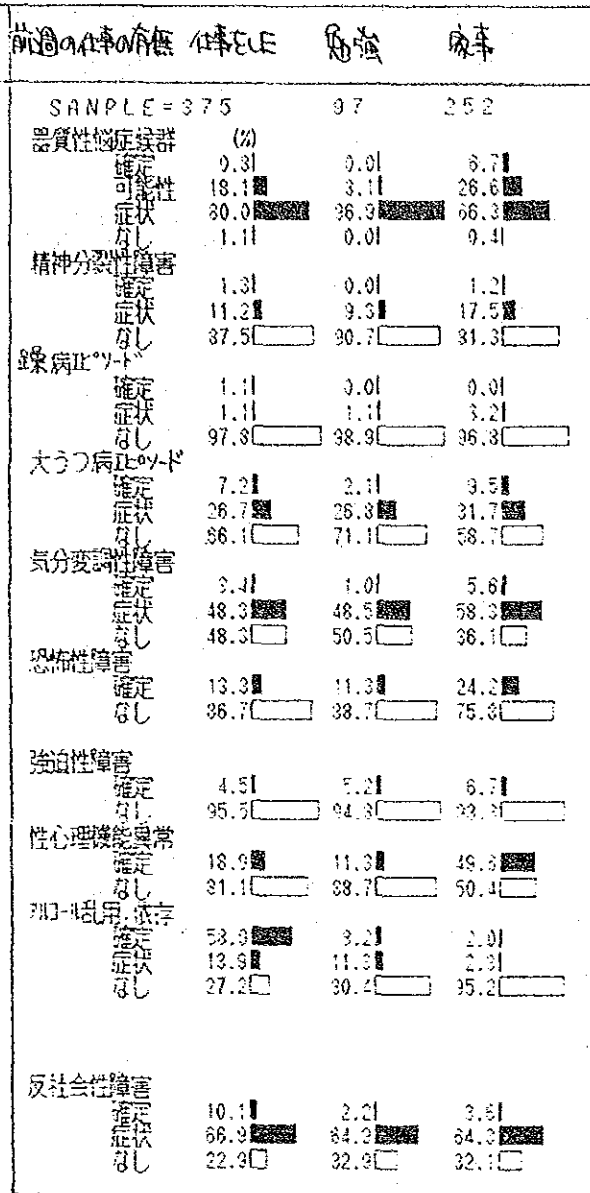 前週の仕事の有無 仕事をした 勉強 家事
SANPLE=375 97 252
器質性脳症候群 (%)
確定 0.8 0.0 6.7
可能性 18.1 3.1 26.6
症状 80.0 96.9 66.3
なし 1.1 0.0 0.4
精神分裂性障害
確定 1.3 0.0 1.2
症状 11.2 9.3 17.5
なし 87.5 90.7 81.3
躁病エピソード
確定 1.1 0.0 0.0
症状 1.1 1.1 3.2
なし 97.8 98.9 96.8
大うつ病エピソード
確定 7.2 2.1 9.5
症状 26.7 26.8 31.7
なし 66.1 71.1 58.7
気分変調性障害
確定 3.4 1.0 5.6
症状 48.3 48.5 58.3
なし 48.3 50.5 36.1
恐怖性障害
確定 13.3 11.3 24.2
なし 86.7 88.7 75.8
強迫性障害
確定 4.5 5.2 6.7
なし 95.5 94.8 93.3
性心理機能異常
確定 18.9 11.3 49.6
なし 81.1 88.7 50.4
アルコール乱用.依存
確定 58.9 8.2 2.0
症状 13.9 11.3 2.8
なし 27.2 80.4 95.2
反社会性障害
確定 10.1 2.2 3.6
症状 66.9 64.9 64.3
なし 22.9 32.9 32.1